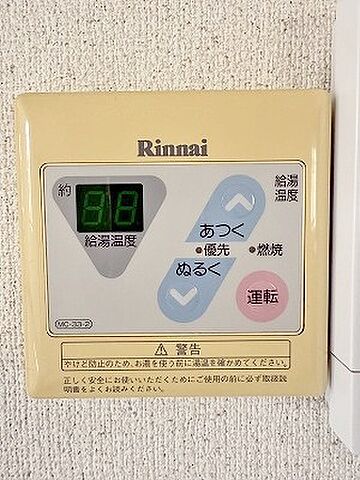 Rinnai
約
88
給湯温度
あつく
給湯
温度
優先
燃焼
ぬるく
運転
MC-33-2
警告
やけど防止のため、お湯を使う前に湯温を確かめてください。
正しく安全にお使いいただくためにご使用の前に必ず取扱説
明書をよくお読みください。